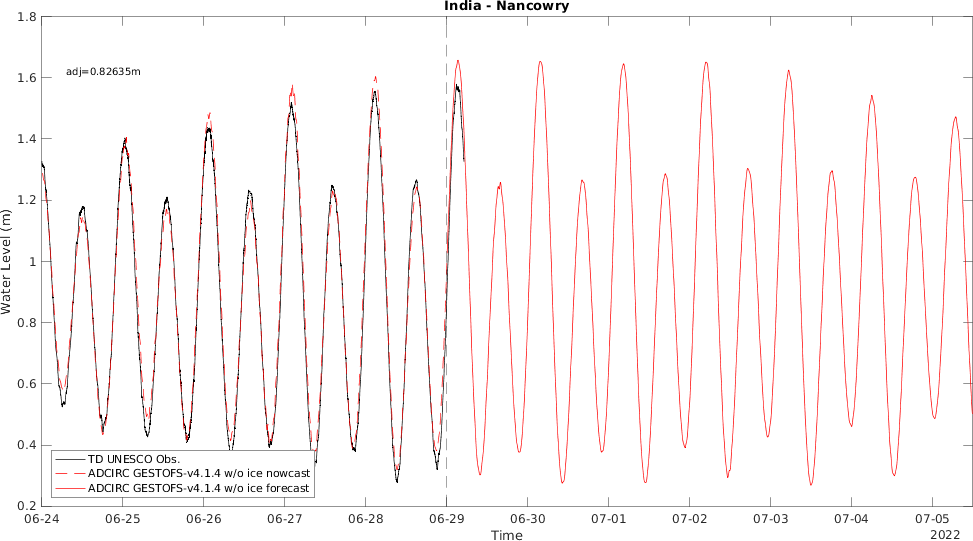 India - Nancowry
1.8
1.6
1.4
1.2
1
0.8
0.6
0.4
0.2
Water Level (m)
adj=0.82635m
TD UNESCO Obs.
ADCIRC GESTOFS-v4.1.4 w/o ice nowcast
ADCIRC GESTOFS-v4.1.4 w/o ice forecast
06-24 06-25 06-26 06-27 06-28 06-29 06-30 07-01 07-02 07-03 07-04 07-05
2022
Time